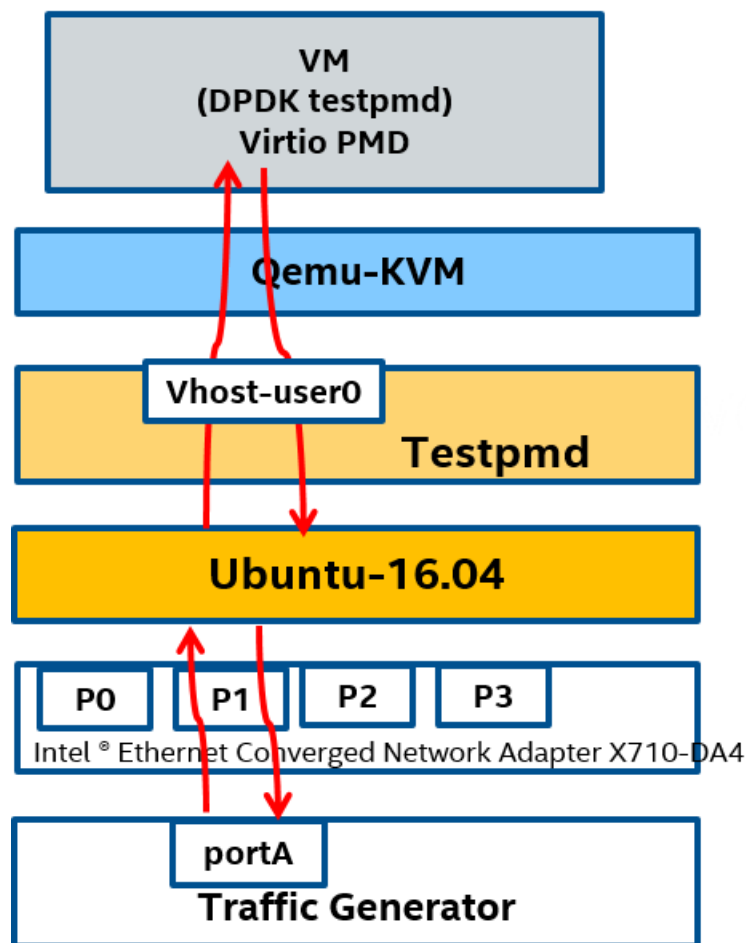 VM
(DPDK testpmd)
Virtio PMD
Qemu-KVM
Vhost-user0
Testpmd
Ubuntu-16.04
P0 P1 P2 P3
Intel ® Ethernet Converged Network Adapter X710-DA4
portA
Traffic Generator